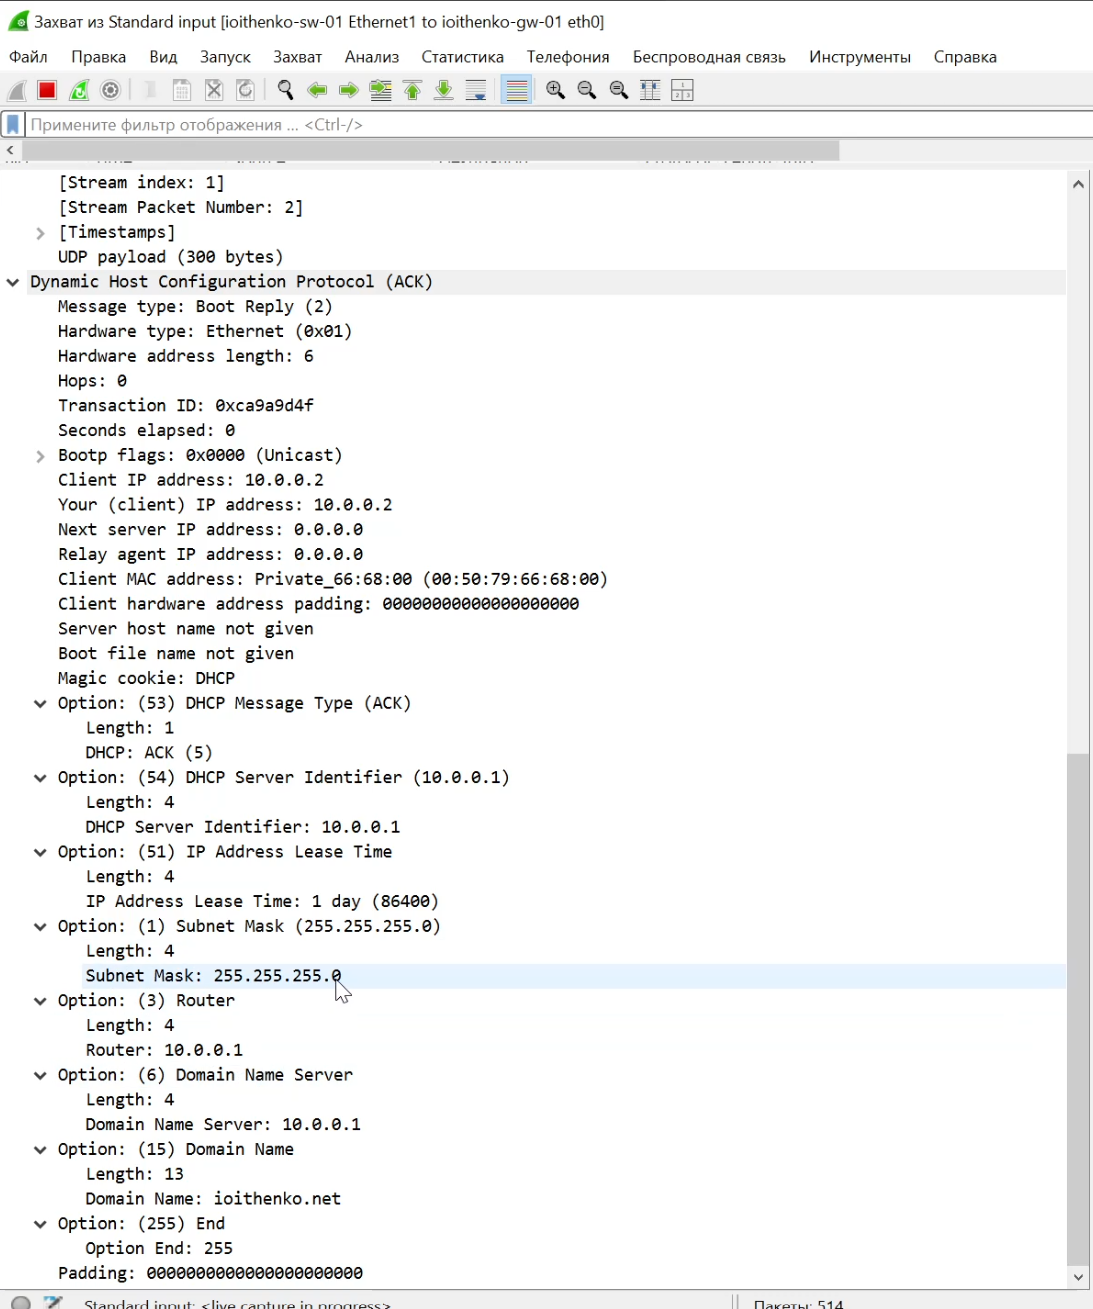 Захват из Standard input [ioithenko-sw-01 Ethernet1 to ioithenko-gw-01 eth0]
Файл Правка Вид Запуск Захват Анализ Статистика Телефония Беспроводная связь Инструменты Справка
Примените фильтр отображения ... <Ctrl-/>
[Stream index: 1]
[Stream Packet Number: 2]
[Timestamps]
UDP payload (300 bytes)
Dynamic Host Configuration Protocol (ACK)
Message type: Boot Reply (2)
Hardware type: Ethernet (0x01)
Hardware address length: 6
Hops: 0
Transaction ID: 0xca9a9d4f
Seconds elapsed: 0
Bootp flags: 0x0000 (Unicast)
Client IP address: 10.0.0.2
Your (client) IP address: 10.0.0.2
Next server IP address: 0.0.0.0
Relay agent IP address: 0.0.0.0
Client MAC address: Private_66:68:00 (00:50:79:66:68:00)
Client hardware address padding: 00000000000000000000
Server host name not given
Boot file name not given
Magic cookie: DHCP
Option: (53) DHCP Message Type (ACK)
Length: 1
DHCP: ACK (5)
Option: (54) DHCP Server Identifier (10.0.0.1)
Length: 4
DHCP Server Identifier: 10.0.0.1
Option: (51) IP Address Lease Time
Length: 4
IP Address Lease Time: 1 day (86400)
Option: (1) Subnet Mask (255.255.255.0)
Length: 4
Subnet Mask: 255.255.255.0
Option: (3) Router
Length: 4
Router: 10.0.0.1
Option: (6) Domain Name Server
Length: 4
Domain Name Server: 10.0.0.1
Option: (15) Domain Name
Length: 13
Domain Name: ioithenko.net
Option: (255) End
Option End: 255
Padding: 0000000000000000000000
Standard input: <live capture in progress> Пакеты: 514